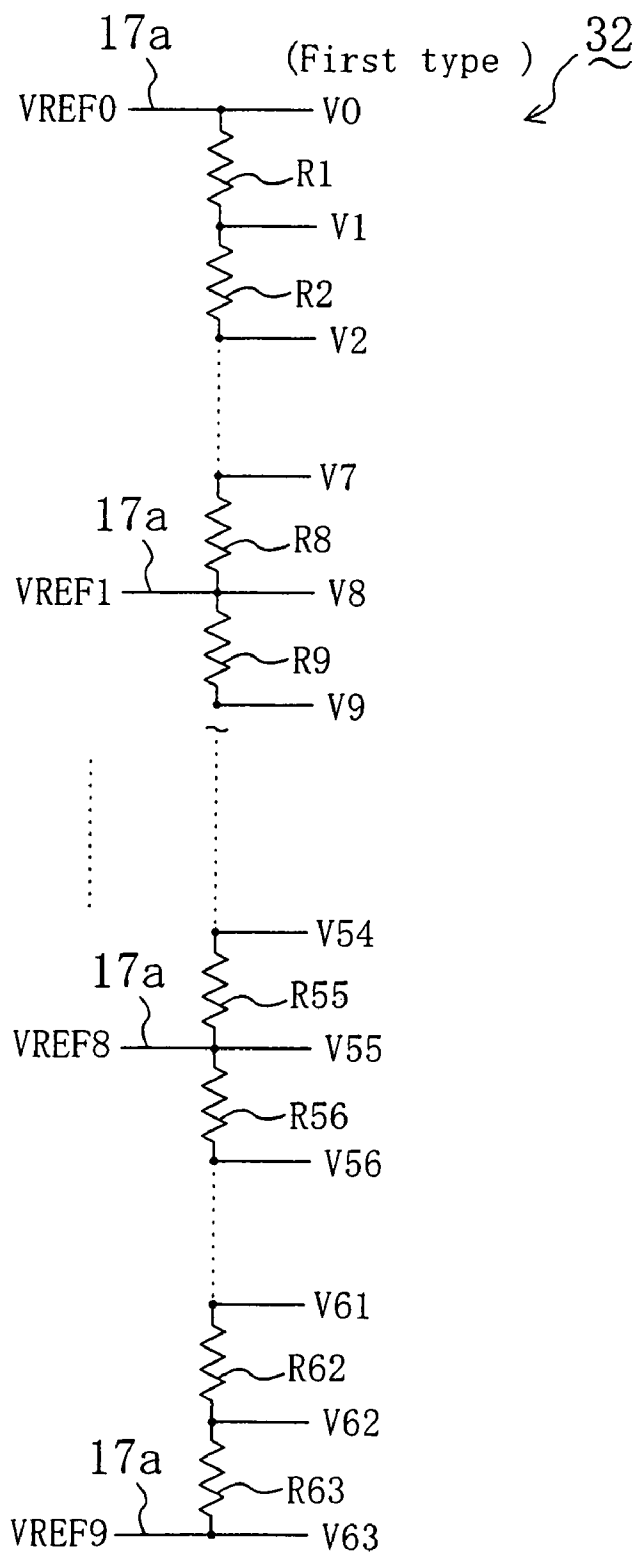 17a (First type ) 32
VREF0 V0
R1
V1
R2
V2
V7
17a R8
VREF1 V8
R9
V9
V54
17a R55
VREF8 V55
R56
V56
V61
R62
V62
17a R63
VREF9 V63